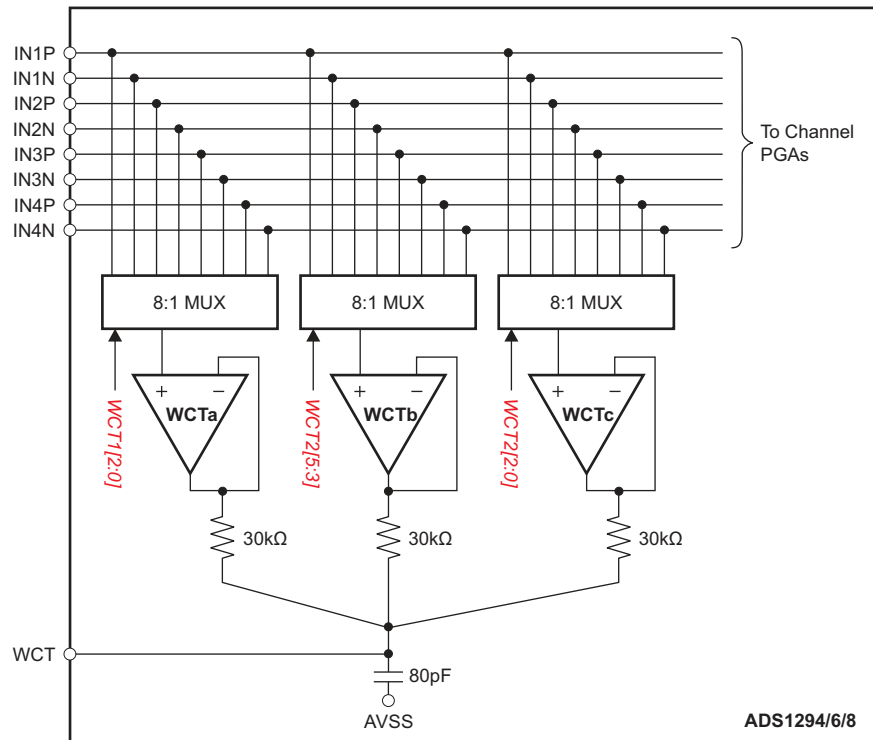 IN1P
IN1N
IN2P
IN2N
IN3P
IN3N
IN4P
IN4N
To Channel
PGAs
8:1 MUX
8:1 MUX
8:1 MUX
+ −
WCTa
+ −
WCTb
+ −
WCTc
WCT1[2:0]
WCT2[5:3]
WCT2[2:0]
30kΩ
30kΩ
30kΩ
WCT
80pF
AVSS
ADS1294/6/8